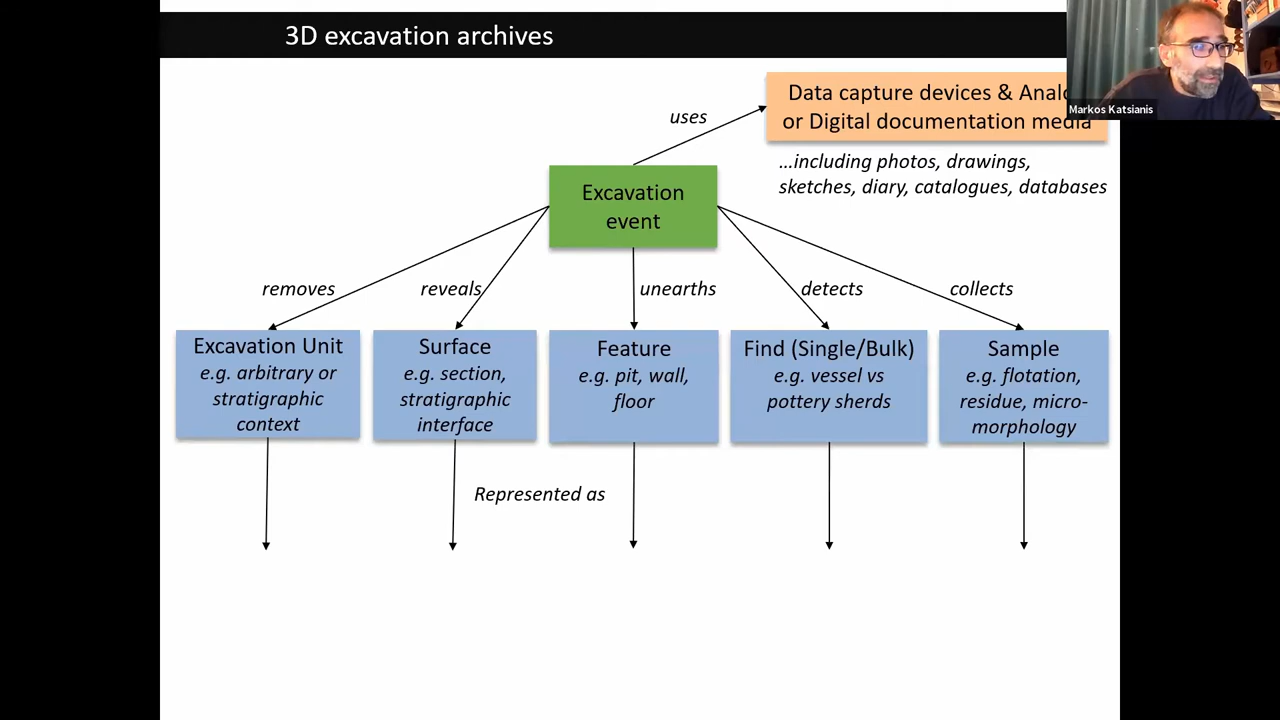 3D excavation archives
Data capture devices &
or Digital documentation media
Markos Katsianis
uses
...including photos, drawings,
sketches, diary, catalogues, databases
Excavation
event
removes
reveals
unearths
detects
collects
Excavation Unit
e.g. arbitrary or
stratigraphic
context
Surface
e.g. section,
stratigraphic
interface
Feature
e.g. pit, wall,
floor
Find (Single/Bulk)
e.g. vessel vs
pottery sherds
Sample
e.g. flotation,
residue, micro-
morphology
Represented as